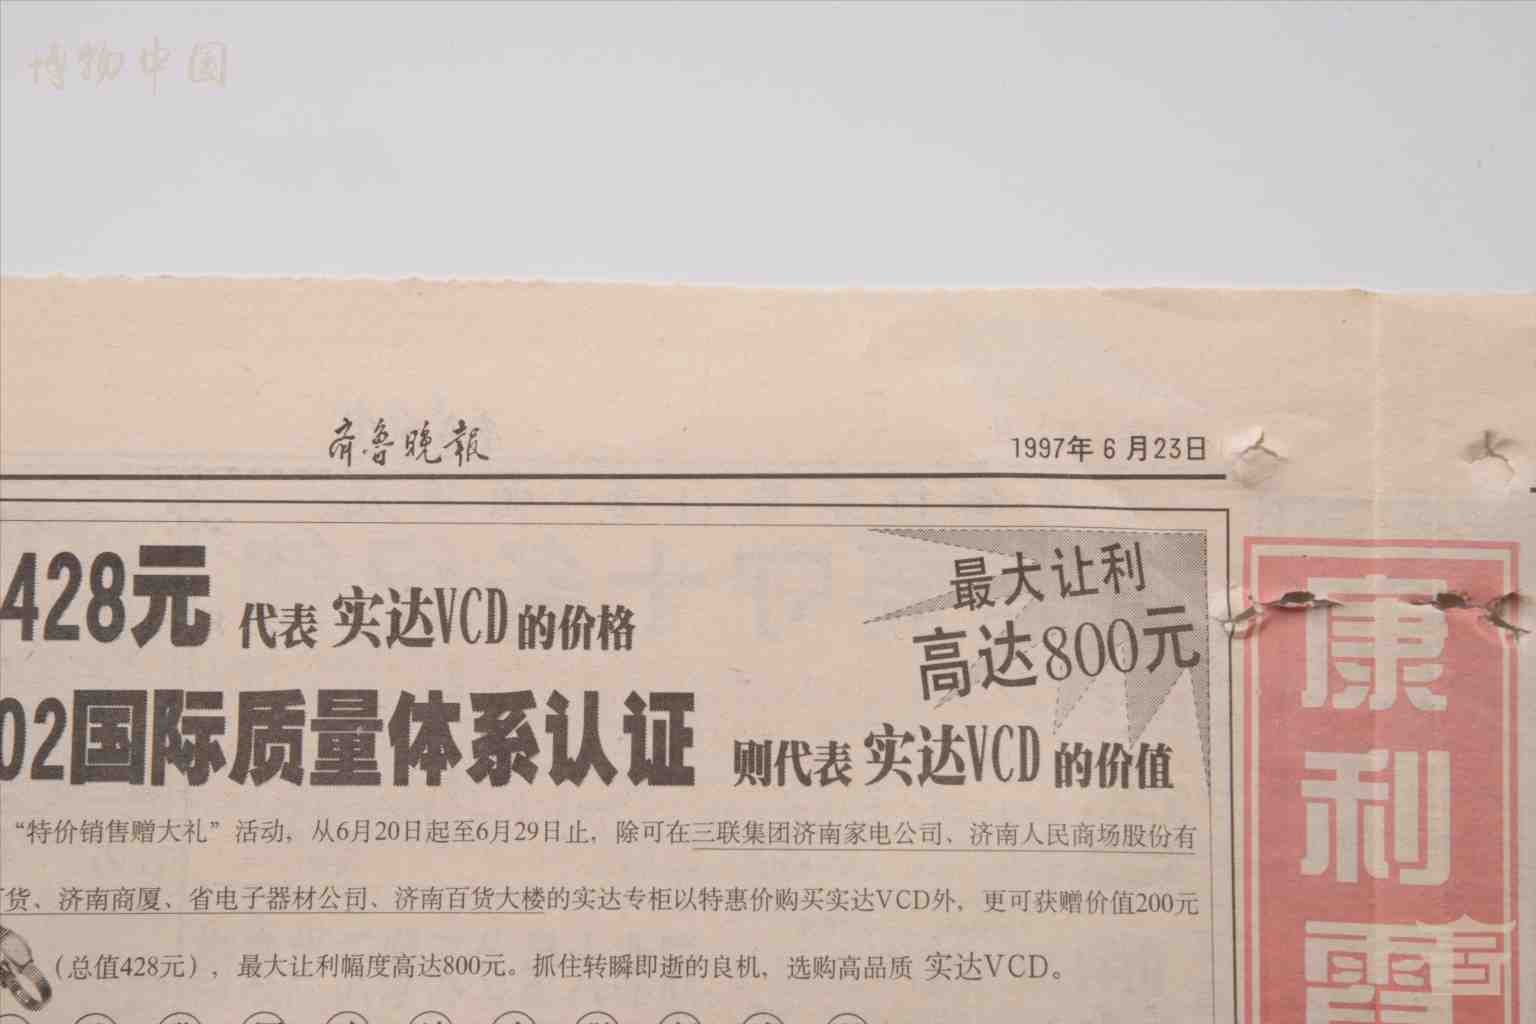 博物中国
齐鲁晚报
1997年6月23日
428元 代表 实达VCD 的价格
最大让利
高达800元
02国际质量体系认证 则代表 实达VCD 的价值
“特价销售赠大礼”活动，从6月20日起至6月29日止，除可在三联集团济南家电公司、济南人民商场股份有
货、济南商厦、省电子器材公司、济南百货大楼的实达专柜以特惠价购买实达VCD外，更可获赠价值200元
（总值428元），最大让利幅度高达800元。抓住转瞬即逝的良机，选购高品质 实达VCD。
康利霸